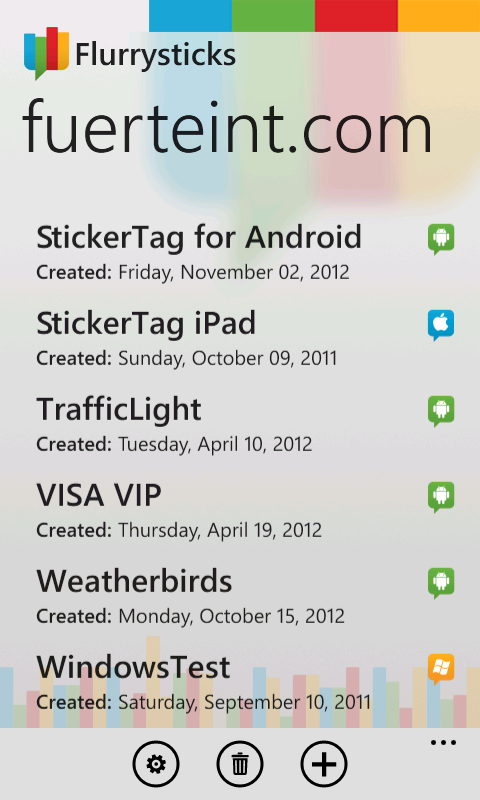 Flurrysticks
fuerteint.com
StickerTag for Android
Created: Friday, November 02, 2012
StickerTag iPad
Created: Sunday, October 09, 2011
TrafficLight
Created: Tuesday, April 10, 2012
VISA VIP
Created: Thursday, April 19, 2012
Weatherbirds
Created: Monday, October 15, 2012
WindowsTest
Created: Saturday, September 10, 2011